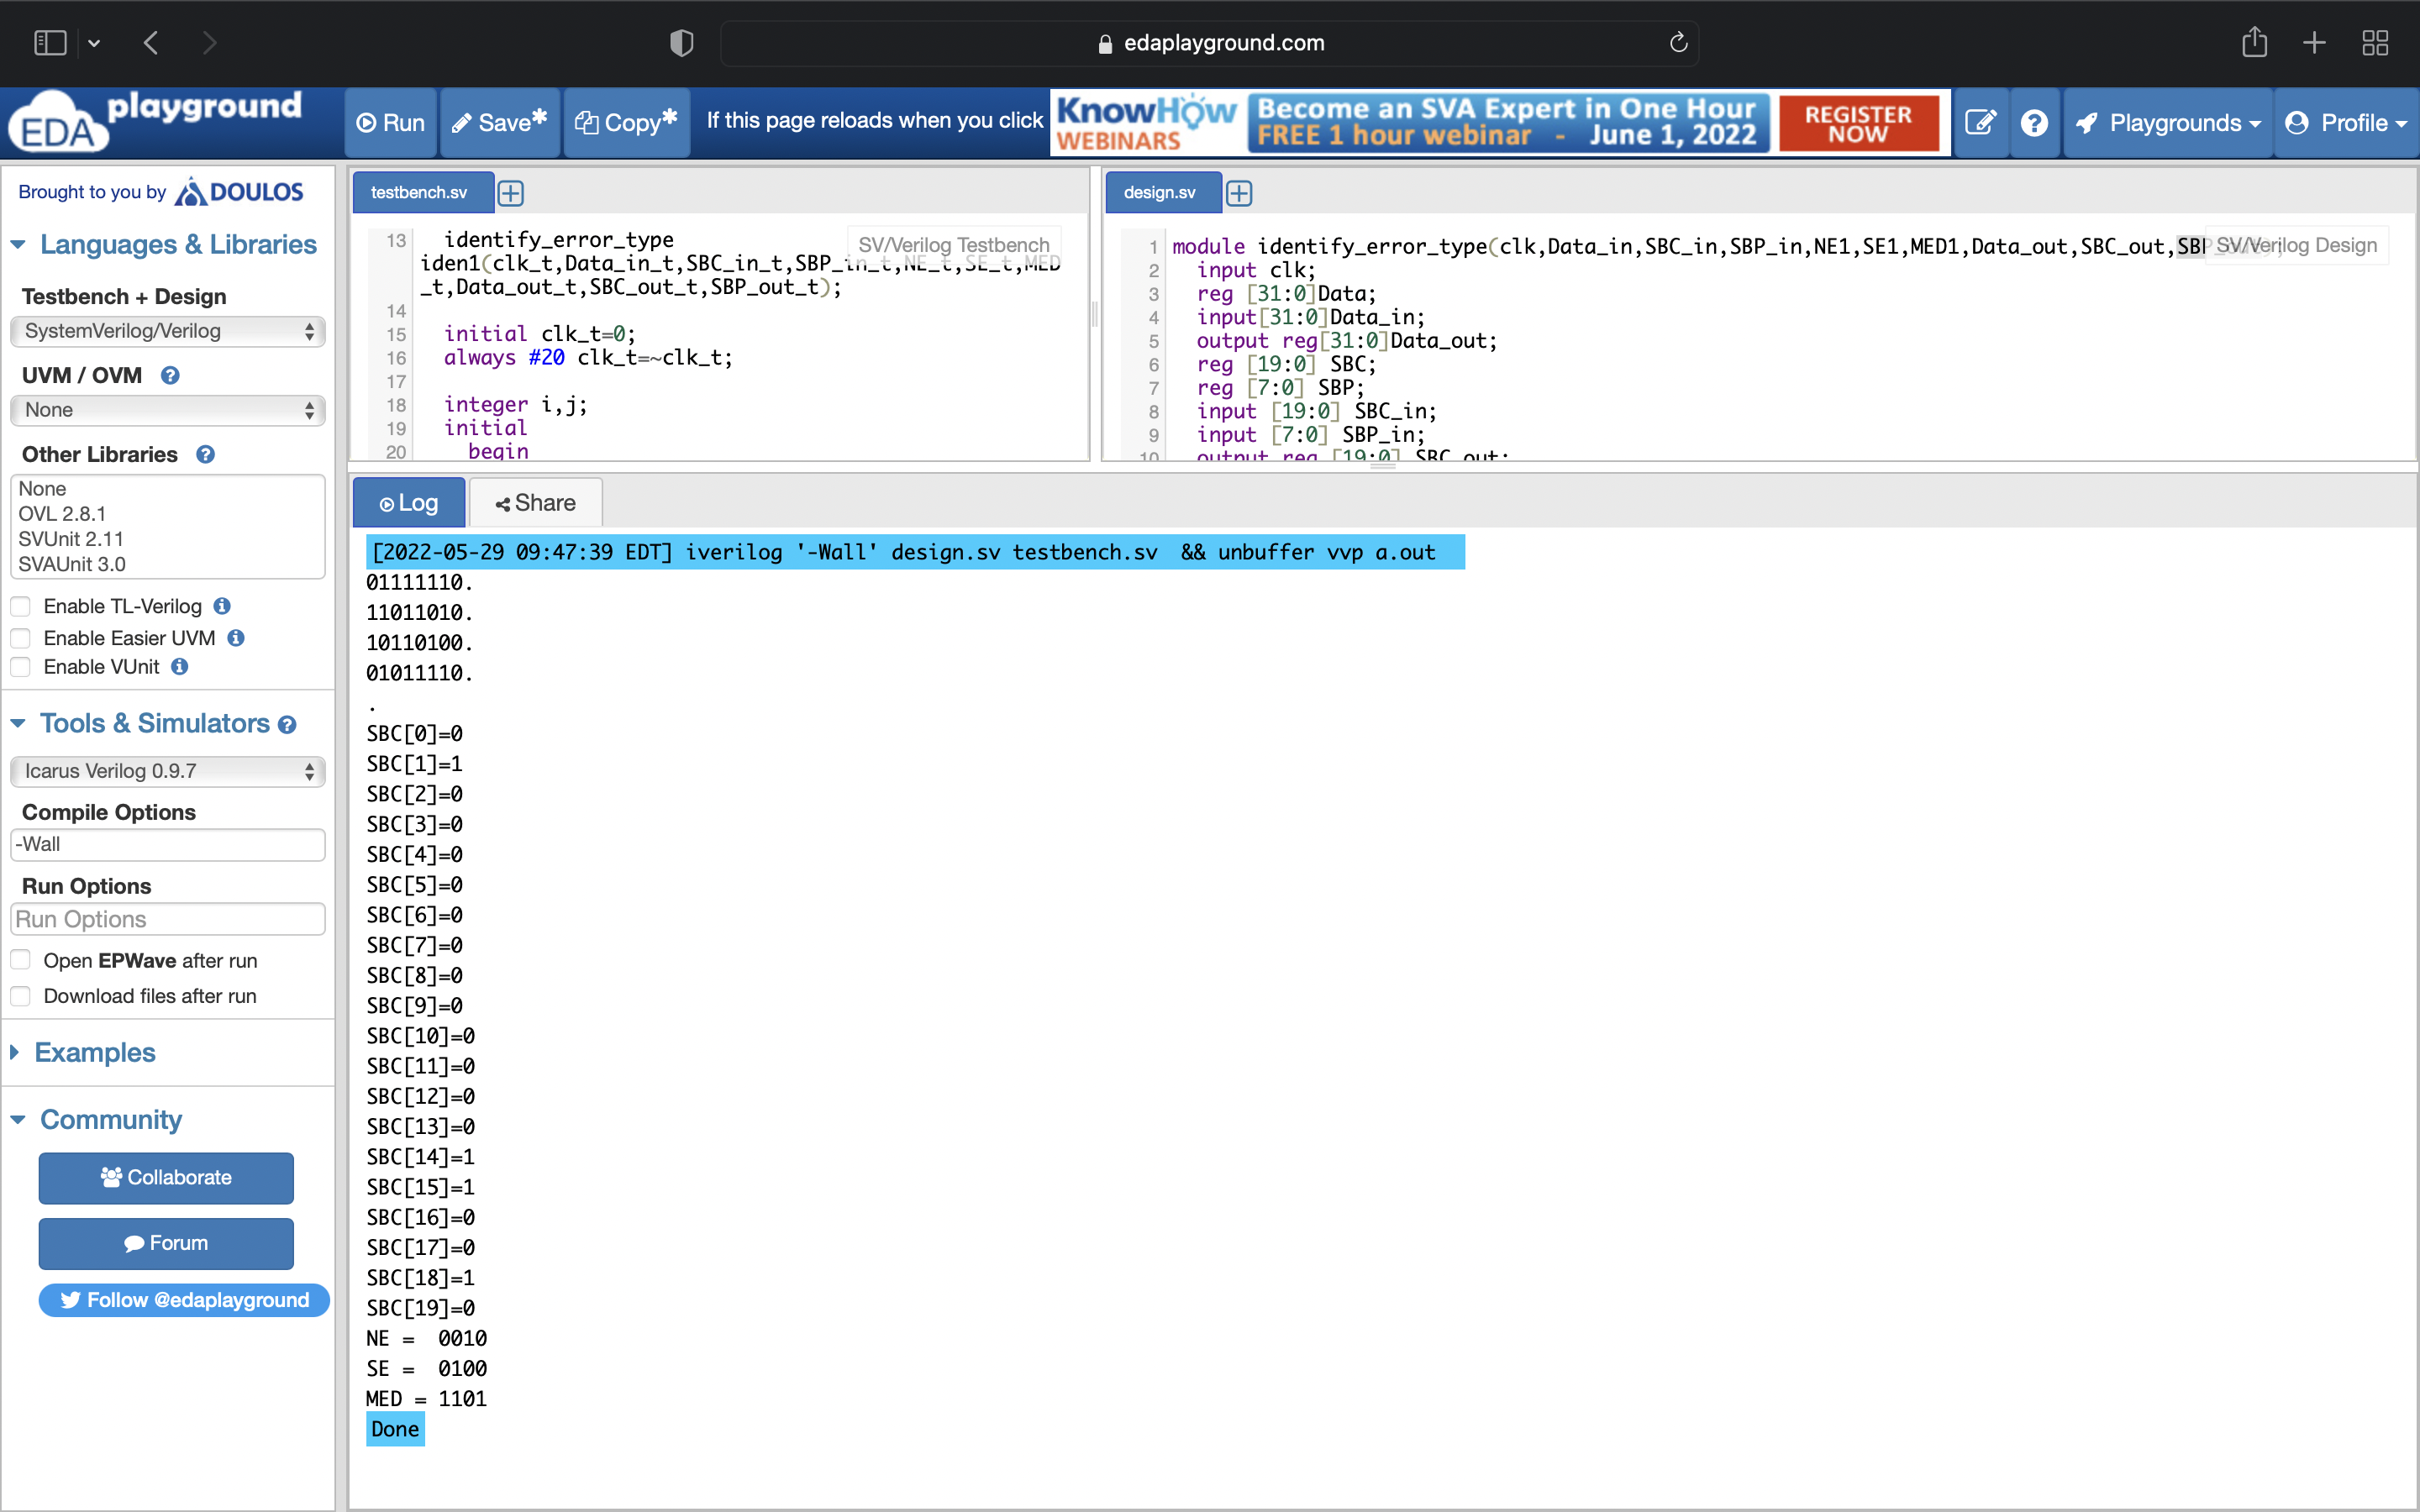 edaplayground.com
EDA playground
Run
Save*
Copy*
If this page reloads when you click
KnowHow WEBINARS
Become an SVA Expert in One Hour
FREE 1 hour webinar - June 1, 2022
REGISTER NOW
Playgrounds
Profile
Brought to you by DOULOS
Languages & Libraries
Testbench + Design
SystemVerilog/Verilog
UVM / OVM
None
Other Libraries
None
OVL 2.8.1
SVUnit 2.11
SVAUnit 3.0
Enable TL-Verilog
Enable Easier UVM
Enable VUnit
Tools & Simulators
Icarus Verilog 0.9.7
Compile Options
-Wall
Run Options
Run Options
Open EPWave after run
Download files after run
Examples
Community
Collaborate
Forum
Follow @edaplayground
testbench.sv
SV/Verilog Testbench
13 identify_error_type
iden1(clk_t,Data_in_t,SBC_in_t,SBP_in_t,NE_t,SE_t,MED
_t,Data_out_t,SBC_out_t,SBP_out_t);
14
15 initial clk_t=0;
16 always #20 clk_t=~clk_t;
17
18 integer i,j;
19 initial
20 begin
design.sv
SV/Verilog Design
1 module identify_error_type(clk,Data_in,SBC_in,SBP_in,NE1,SE1,MED1,Data_out,SBC_out,SBP_out);
2 input clk;
3 reg [31:0]Data;
4 input[31:0]Data_in;
5 output reg[31:0]Data_out;
6 reg [19:0] SBC;
7 reg [7:0] SBP;
8 input [19:0] SBC_in;
9 input [7:0] SBP_in;
10 output reg [19:0] SBC_out;
Log
Share
[2022-05-29 09:47:39 EDT] iverilog '-Wall' design.sv testbench.sv && unbuffer vvp a.out
01111110.
11011010.
10110100.
01011110.
.
SBC[0]=0
SBC[1]=1
SBC[2]=0
SBC[3]=0
SBC[4]=0
SBC[5]=0
SBC[6]=0
SBC[7]=0
SBC[8]=0
SBC[9]=0
SBC[10]=0
SBC[11]=0
SBC[12]=0
SBC[13]=0
SBC[14]=1
SBC[15]=1
SBC[16]=0
SBC[17]=0
SBC[18]=1
SBC[19]=0
NE = 0010
SE = 0100
MED = 1101
Done